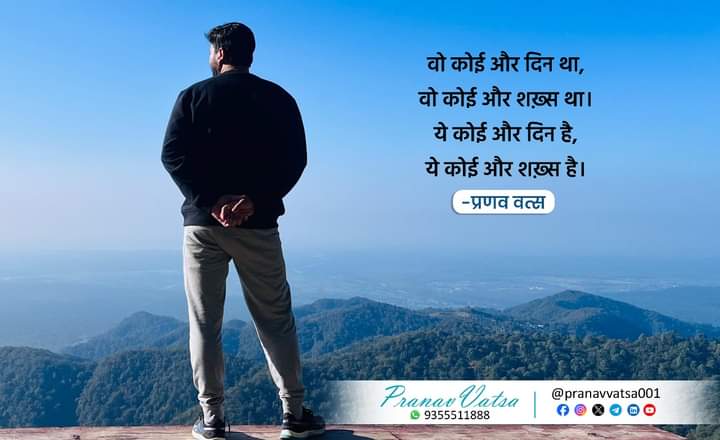 वो कोई और दिन था,
वो कोई और शख़्स था।
ये कोई और दिन है,
ये कोई और शख़्स है।
-प्रणव वत्स
Pranav Vatsa
9355511888
@pranavvatsa001